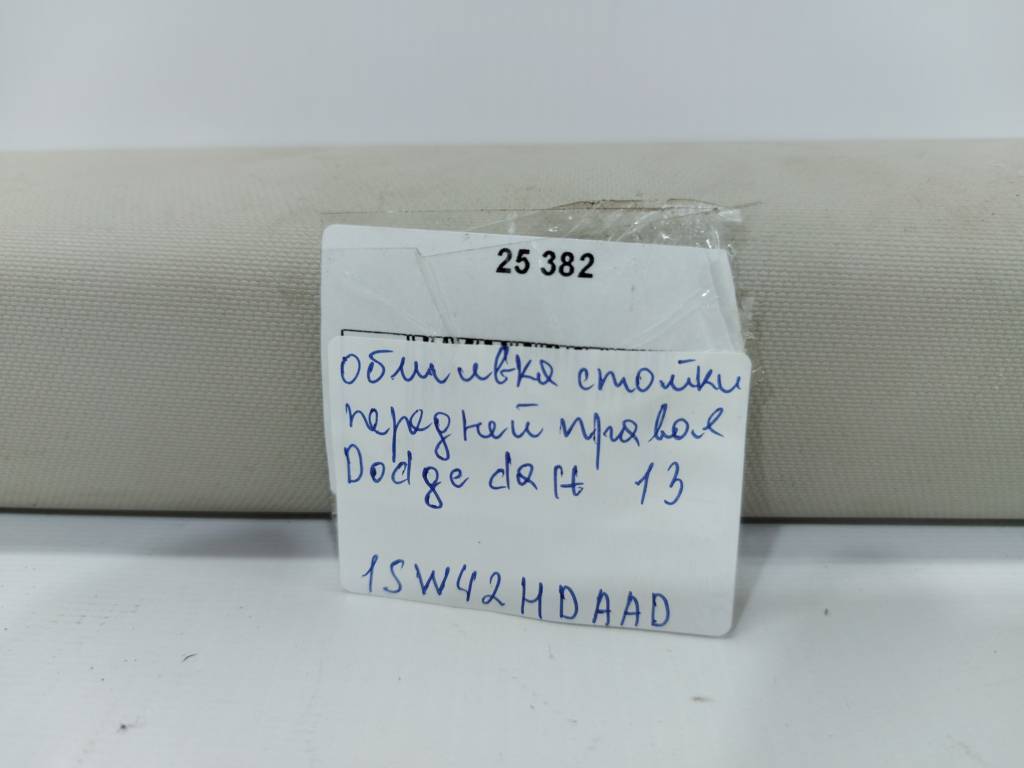 25 382
обшивка стойки
передней правая
Dodge dart 13
1SW42HDAAD